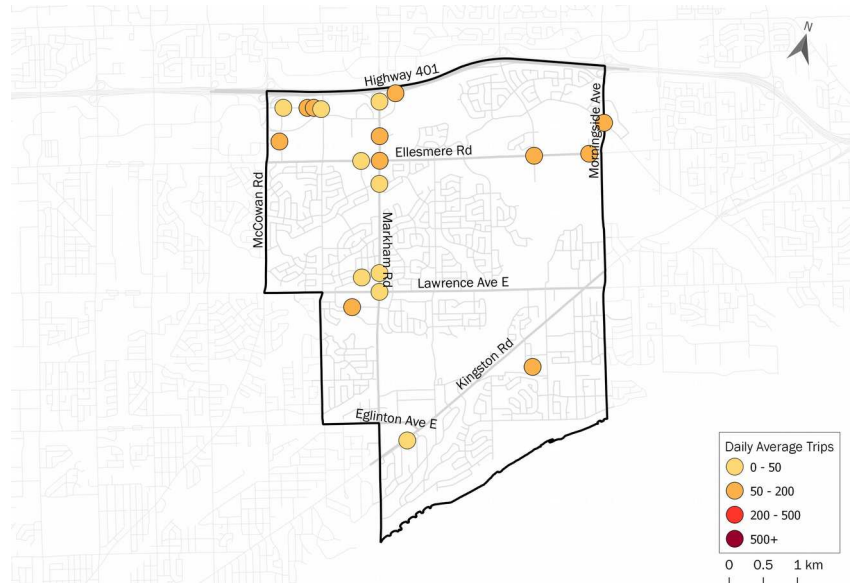 N
Highway 401
Morningside Ave
Ellesmere Rd
McCowan Rd
Markham Rd
Lawrence Ave E
Kingston Rd
Eglinton Ave E
Daily Average Trips
0 - 50
50 - 200
200 - 500
500+
0 0.5 1 km